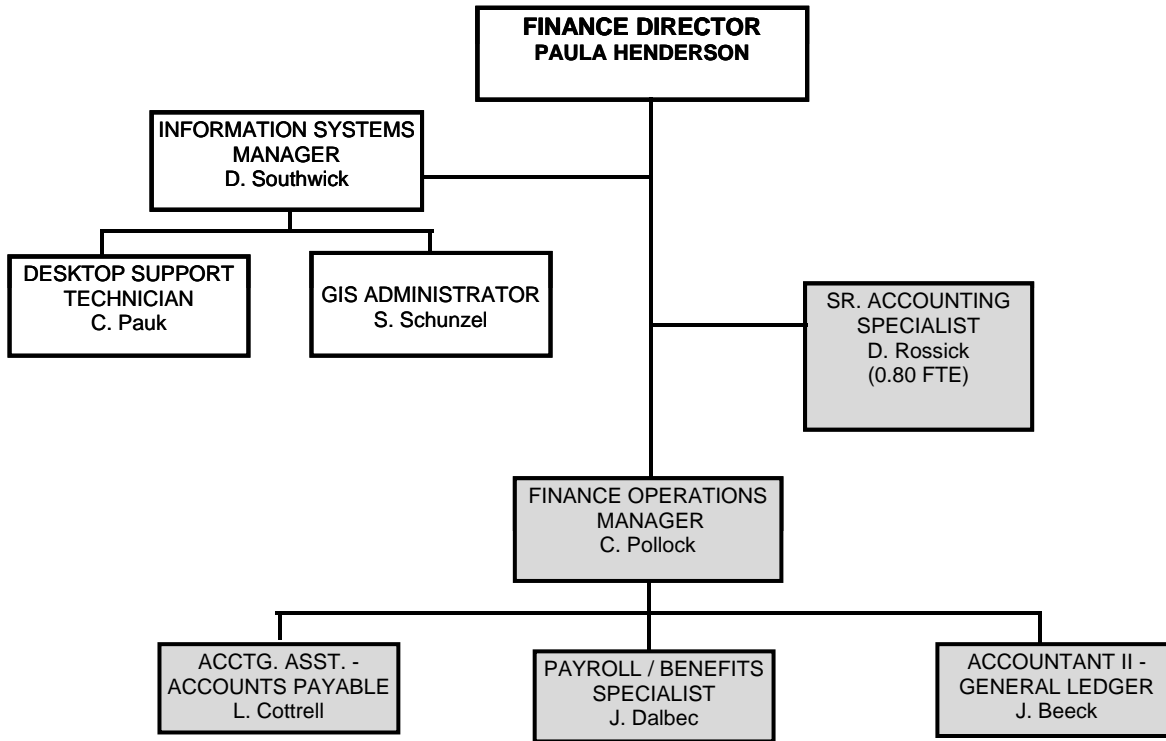 FINANCE DIRECTOR
PAULA HENDERSON
INFORMATION SYSTEMS
MANAGER
D. Southwick
DESKTOP SUPPORT
TECHNICIAN
C. Pauk
GIS ADMINISTRATOR
S. Schunzel
SR. ACCOUNTING
SPECIALIST
D. Rossick
(0.80 FTE)
FINANCE OPERATIONS
MANAGER
C. Pollock
ACCTG. ASST. -
ACCOUNTS PAYABLE
L. Cottrell
PAYROLL / BENEFITS
SPECIALIST
J. Dalbec
ACCOUNTANT II -
GENERAL LEDGER
J. Beeck